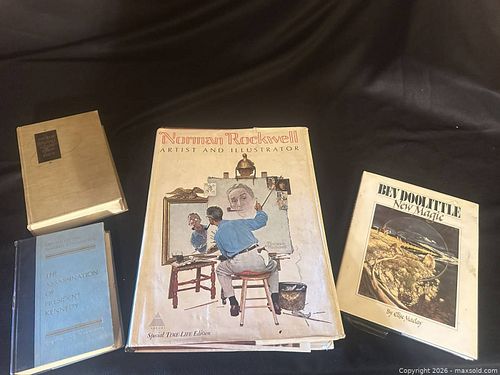 Norman Rockwell
ARTIST AND ILLUSTRATOR
Special TIME-LIFE Edition
BEV DOOLITTLE
New Magic
By Elise Maclay
THE
ASSASSINATION
OF
PRESIDENT
KENNEDY
Copyright 2026 - maxsold.com